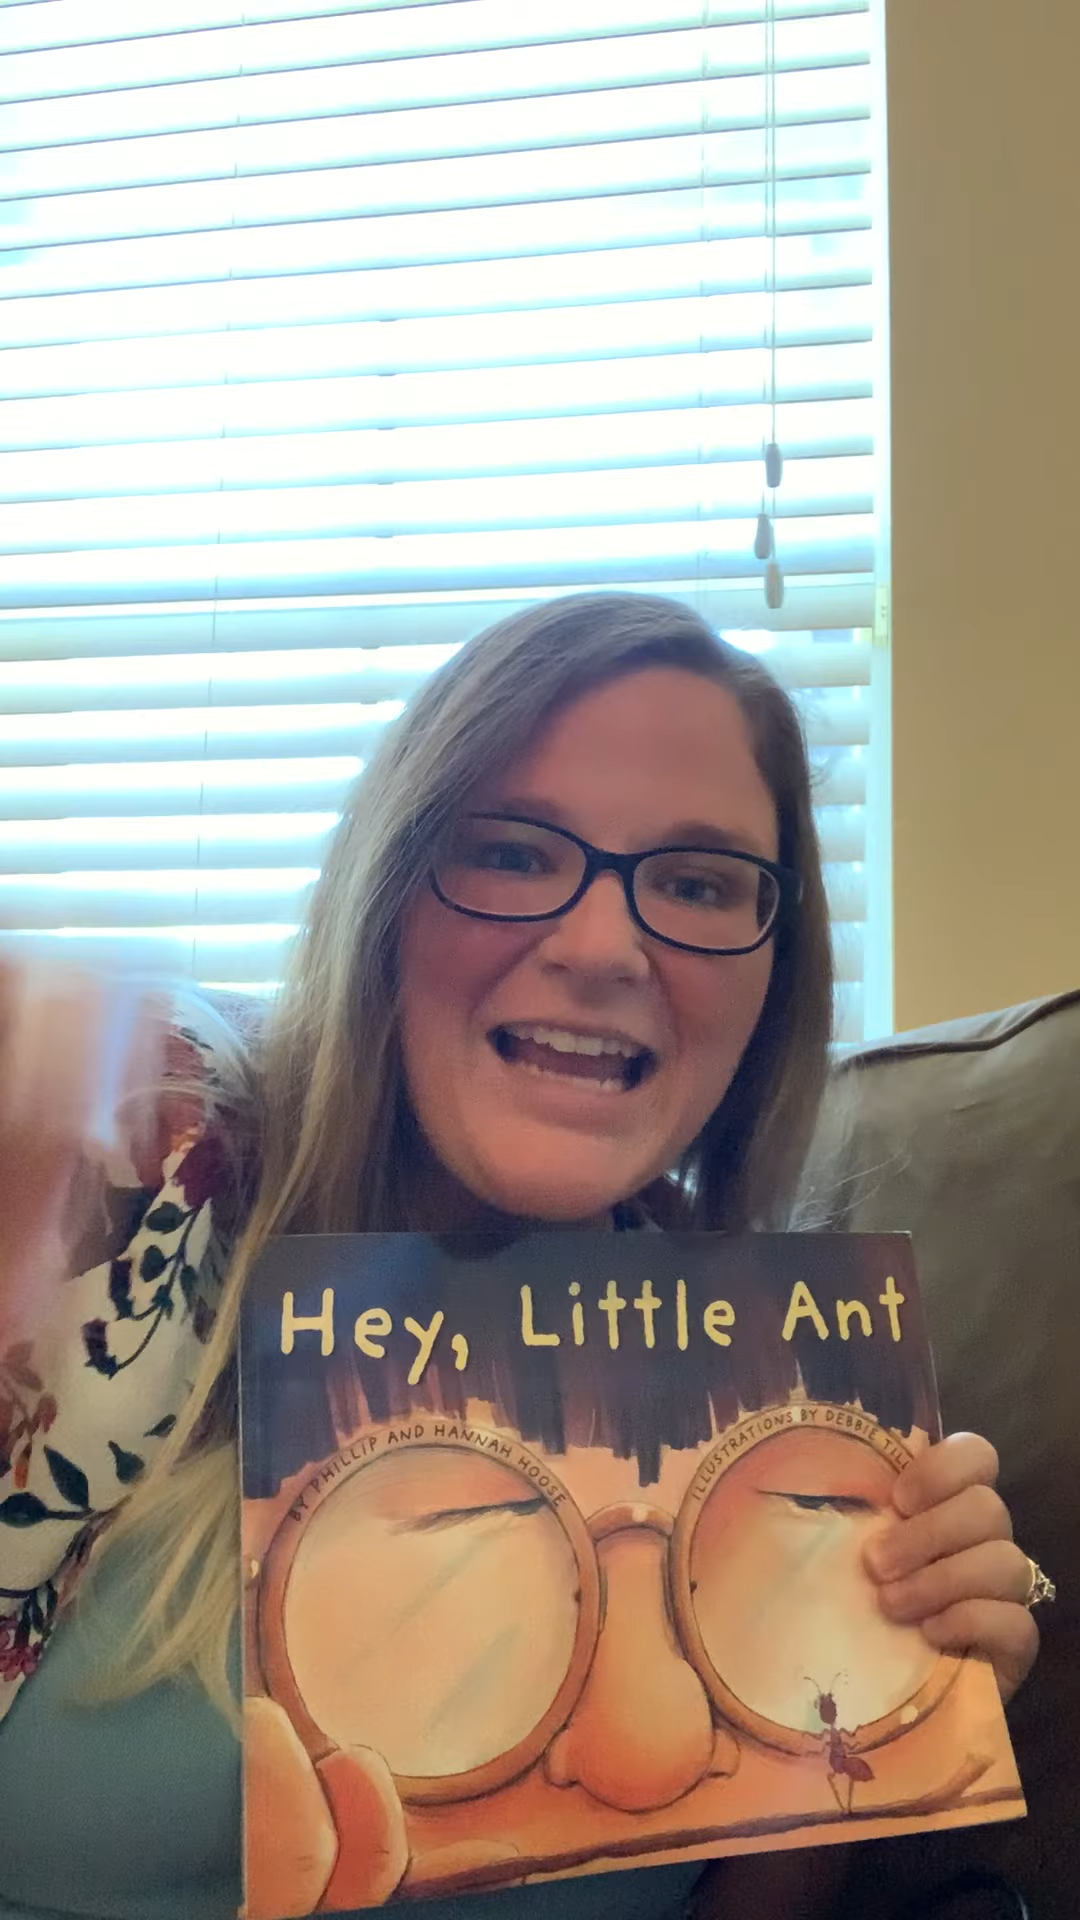 Hey, Little Ant
BY PHILLIP AND HANNAH HOOSE
ILLUSTRATIONS BY DEBBIE